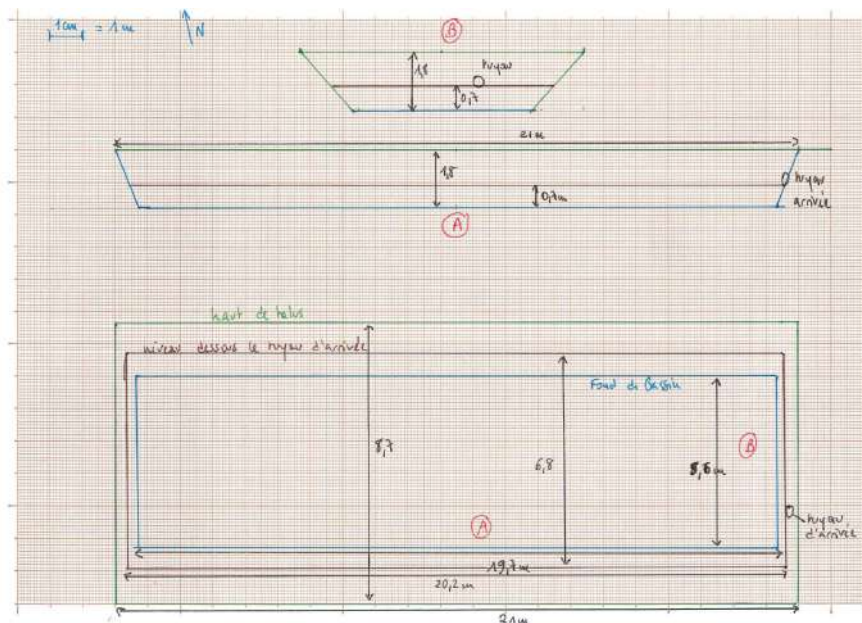 1cm = 1m
N
B
1,8
tuyau
0,7
21m
1,8
0,7m
tuyau
arrivée
A
haut de talus
niveau dessous le tuyau d'arrivée
Fond de Bassin
8,7
6,8
5,6m
B
A
tuyau
d'arrivée
19,7m
20,2m
21m